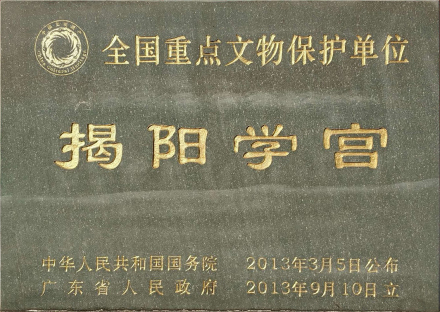 全国重点文物保护单位
揭阳学宫
中华人民共和国国务院 2013年3月5日公布
广东省人民政府 2013年9月10日立